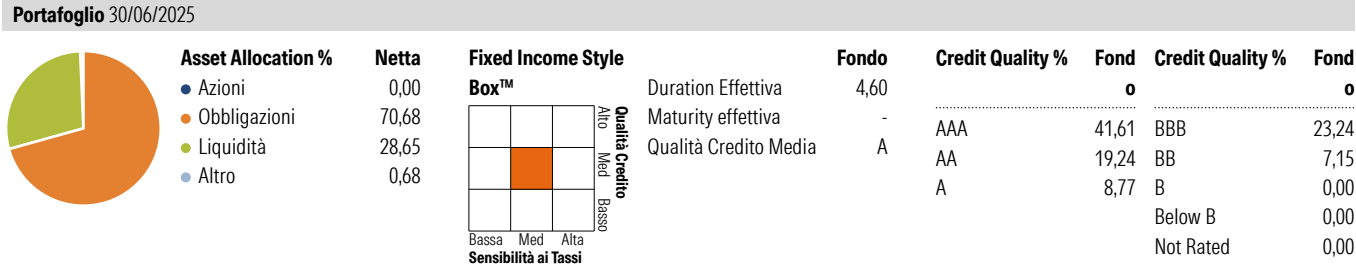 Portafoglio 30/06/2025
Asset Allocation % Netta
Azioni 0,00
Obbligazioni 70,68
Liquidità 28,65
Altro 0,68
Fixed Income Style
Box™
Alto Med Basso
Qualità Credito
Bassa Med Alta
Sensibilità ai Tassi
Fondo
Duration Effettiva 4,60
Maturity effettiva -
Qualità Credito Media A
Credit Quality % Fond
o
AAA 41,61
AA 19,24
A 8,77
Credit Quality % Fond
o
BBB 23,24
BB 7,15
B 0,00
Below B 0,00
Not Rated 0,00